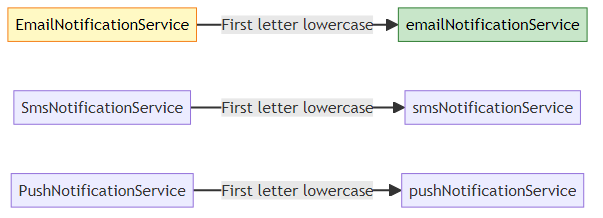 EmailNotificationService First letter lowercase emailNotificationService
SmsNotificationService First letter lowercase smsNotificationService
PushNotificationService First letter lowercase pushNotificationService